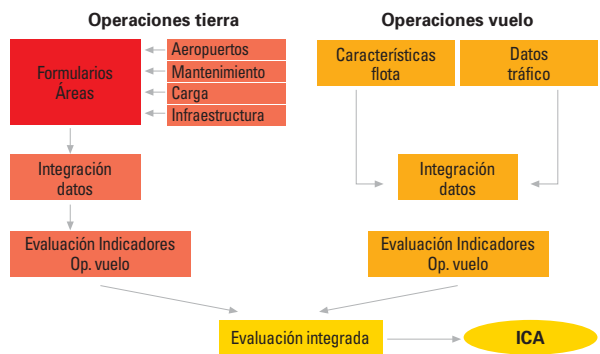 Operaciones tierra
Operaciones vuelo
Formularios
Áreas
Aeropuertos
Mantenimiento
Carga
Infraestructura
Características
flota
Datos
tráfico
Integración
datos
Integración
datos
Evaluación Indicadores
Op. vuelo
Evaluación Indicadores
Op. vuelo
Evaluación integrada
ICA